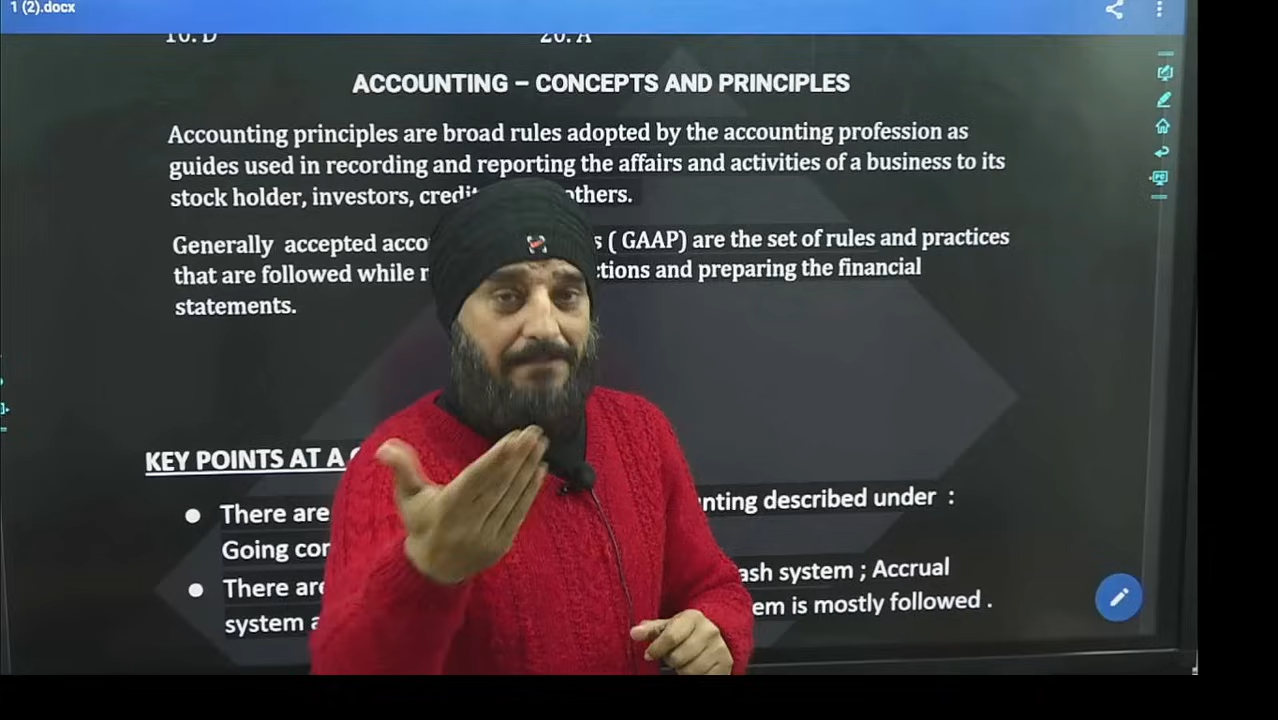 1 (2).docx
16. D 20. A
ACCOUNTING – CONCEPTS AND PRINCIPLES
Accounting principles are broad rules adopted by the accounting profession as
guides used in recording and reporting the affairs and activities of a business to its
stock holder, investors, credit others.
Generally accepted acco s ( GAAP) are the set of rules and practices
that are followed while ctions and preparing the financial
statements.
KEY POINTS AT A
There are nting described under :
Going con
There are ash system ; Accrual
system a em is mostly followed .